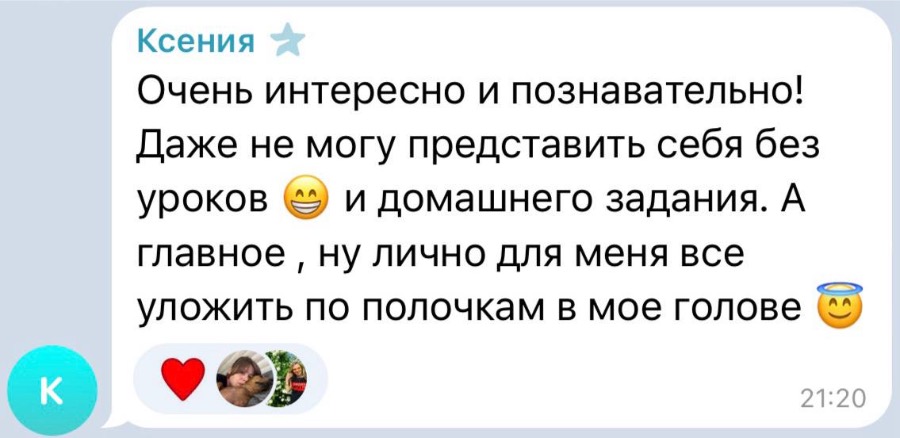 Ксения
Очень интересно и познавательно!
Даже не могу представить себя без
уроков 😁 и домашнего задания. А
главное , ну лично для меня все
уложить по полочкам в мое голове 😇
К
21:20